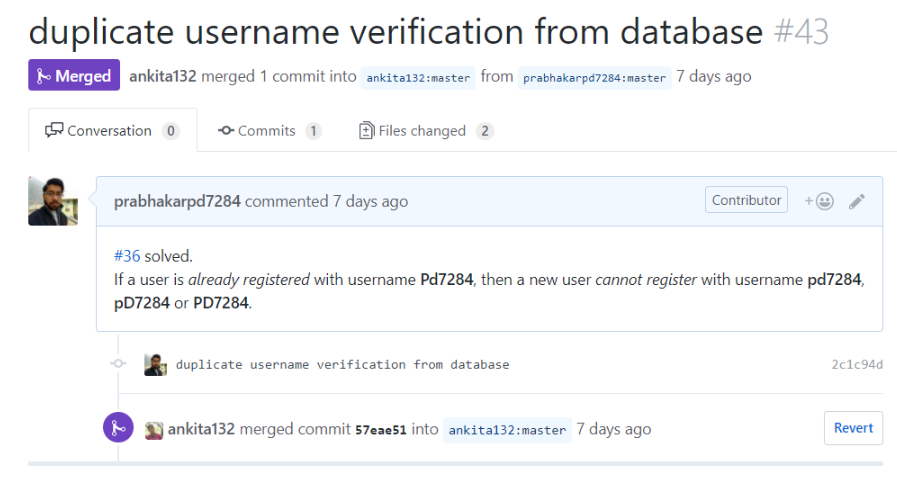 duplicate username verification from database #43
Merged ankita132 merged 1 commit into ankita132:master from prabhakarpd7284:master 7 days ago
Conversation 0 Commits 1 Files changed 2
prabhakarpd7284 commented 7 days ago Contributor
#36 solved.
If a user is already registered with username Pd7284, then a new user cannot register with username pd7284,
pD7284 or PD7284.
duplicate username verification from database 2c1c94d
ankita132 merged commit 57eae51 into ankita132:master 7 days ago Revert